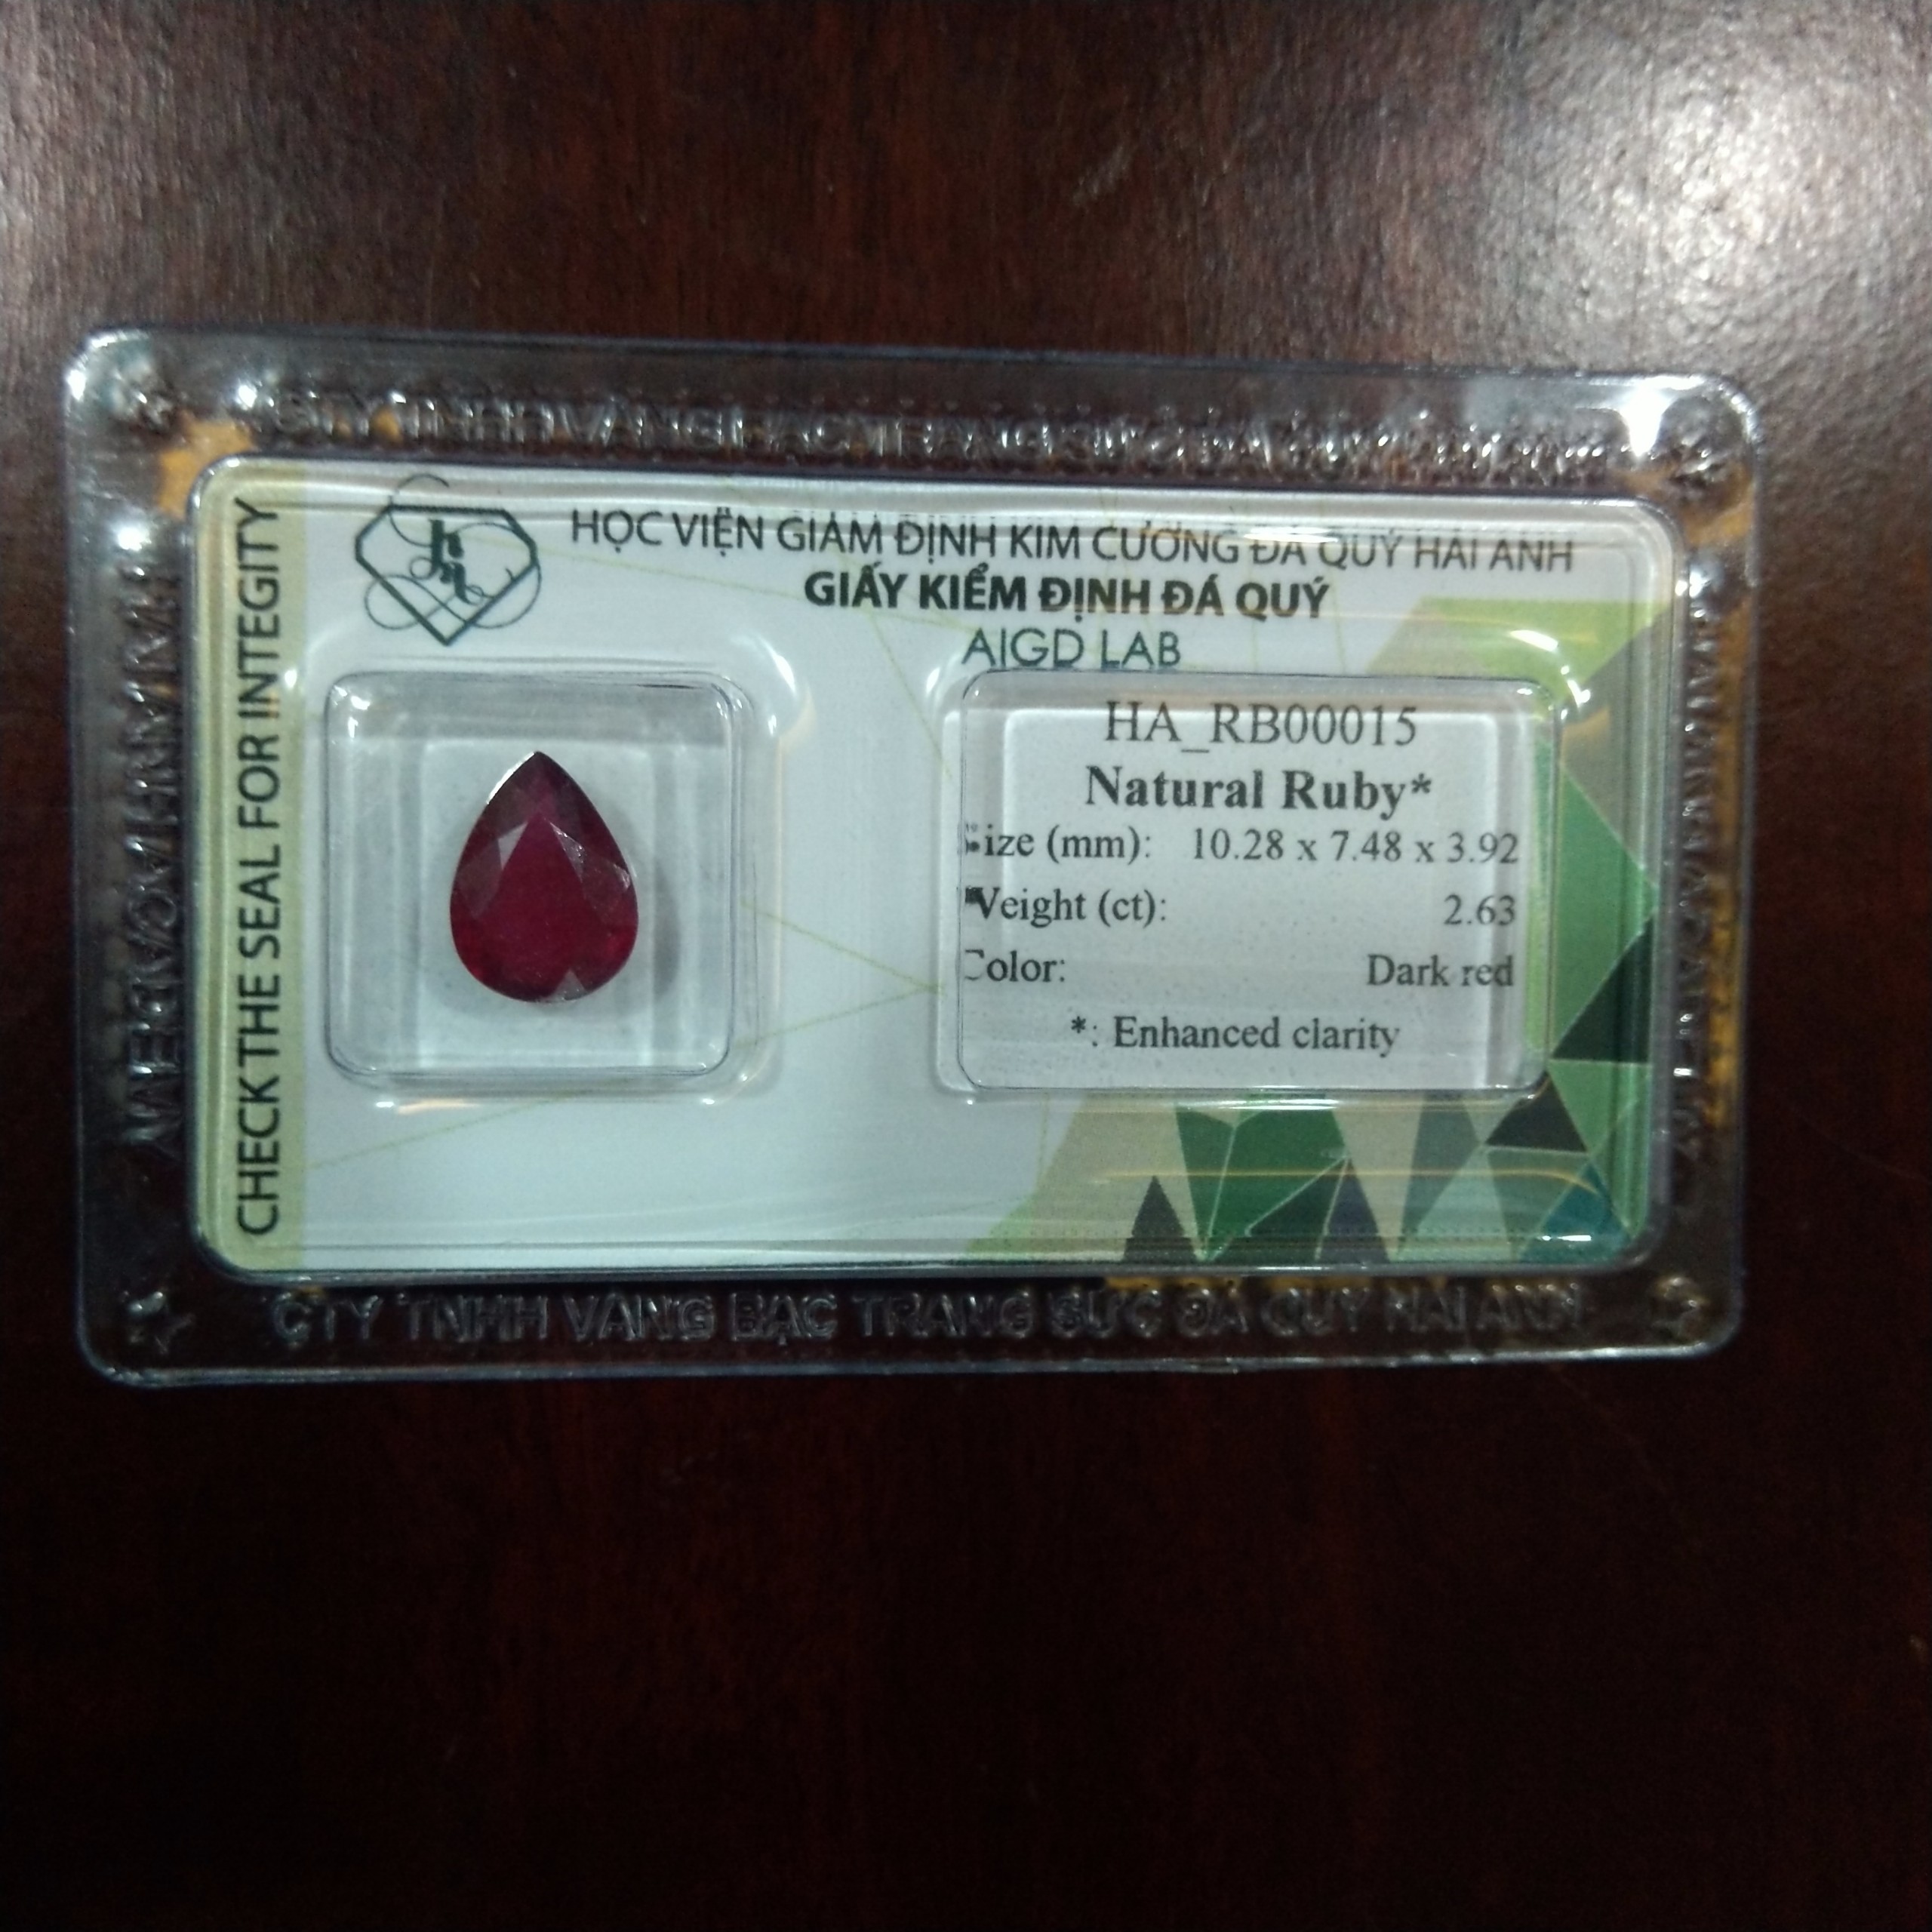 CHECK THE SEAL FOR INTEGITY
HỌC VIỆN GIÁM ĐỊNH KIM CƯƠNG ĐÁ QUÝ HẢI ANH
GIẤY KIỂM ĐỊNH ĐÁ QUÝ
AIGD LAB
HA_RB00015
Natural Ruby*
Size (mm): 10.28 x 7.48 x 3.92
Weight (ct): 2.63
Color: Dark red
*: Enhanced clarity
CTY TNHH VÀNG BẠC TRANG SỨC ĐÁ QUÝ HẢI ANH